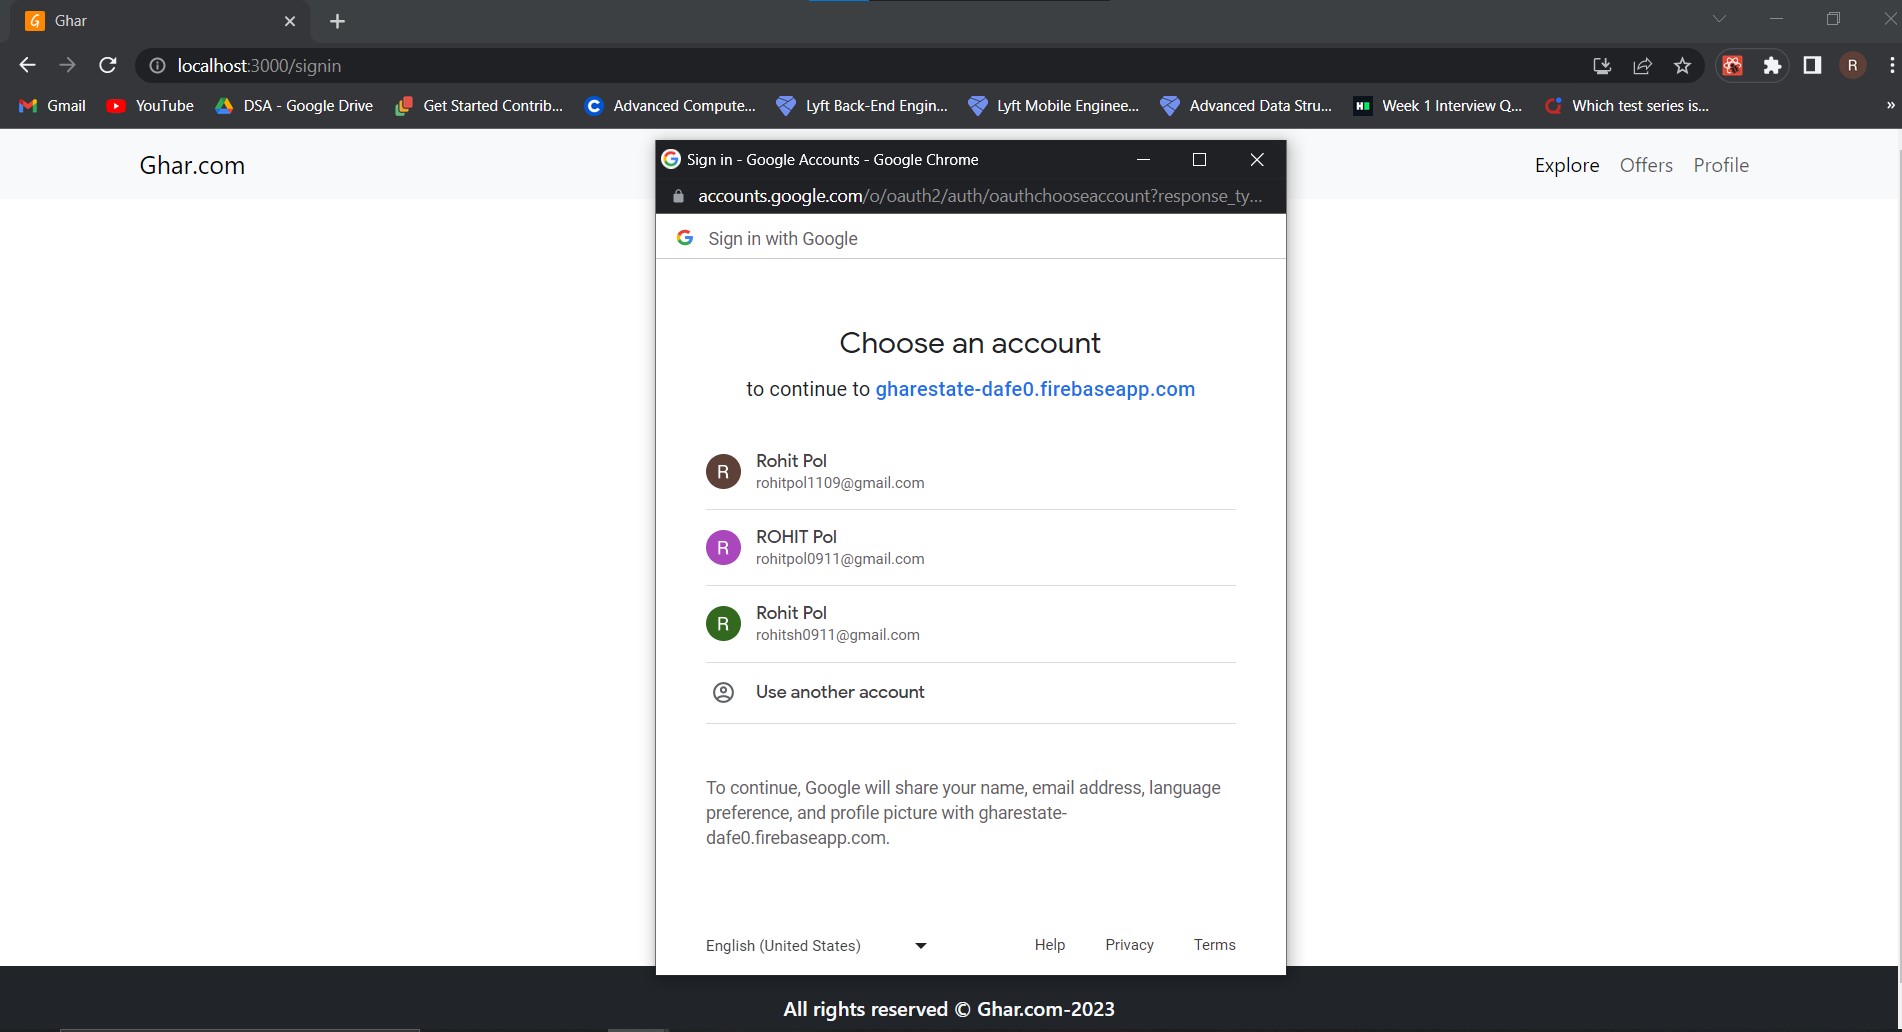 G Ghar
localhost:3000/signin
R
Gmail YouTube DSA - Google Drive Get Started Contrib... Advanced Compute... Lyft Back-End Engin... Lyft Mobile Enginee... Advanced Data Stru... Week 1 Interview Q... Which test series is... »
Ghar.com
Explore Offers Profile
Sign in - Google Accounts - Google Chrome
accounts.google.com/o/oauth2/auth/oauthchooseaccount?response_ty...
Sign in with Google
Choose an account
to continue to gharestate-dafe0.firebaseapp.com
R
Rohit Pol
rohitpol1109@gmail.com
R
ROHIT Pol
rohitpol0911@gmail.com
R
Rohit Pol
rohitsh0911@gmail.com
Use another account
To continue, Google will share your name, email address, language
preference, and profile picture with gharestate-
dafe0.firebaseapp.com.
English (United States) Help Privacy Terms
All rights reserved © Ghar.com-2023